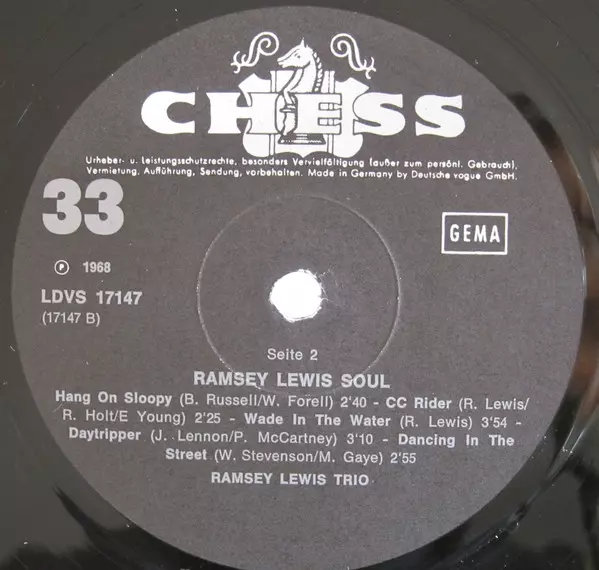 CHESS
Urheber- u. Leistungsschutzrechte, besonders Vervielfältigung (außer zum persönl. Gebrauch),
Vermietung, Aufführung, Sendung, vorbehalten. Made in Germany by Deutsche vogue GmbH.
33
GEMA
℗ 1968
LDVS 17147
(17147 B)
Seite 2
RAMSEY LEWIS SOUL
Hang On Sloopy (B. Russell/W. Forell) 2'40 - CC Rider (R. Lewis/
R. Holt/E Young) 2'25 - Wade In The Water (R. Lewis) 3'54 -
Daytripper (J. Lennon/P. McCartney) 3'10 - Dancing In The
Street (W. Stevenson/M. Gaye) 2'55
RAMSEY LEWIS TRIO